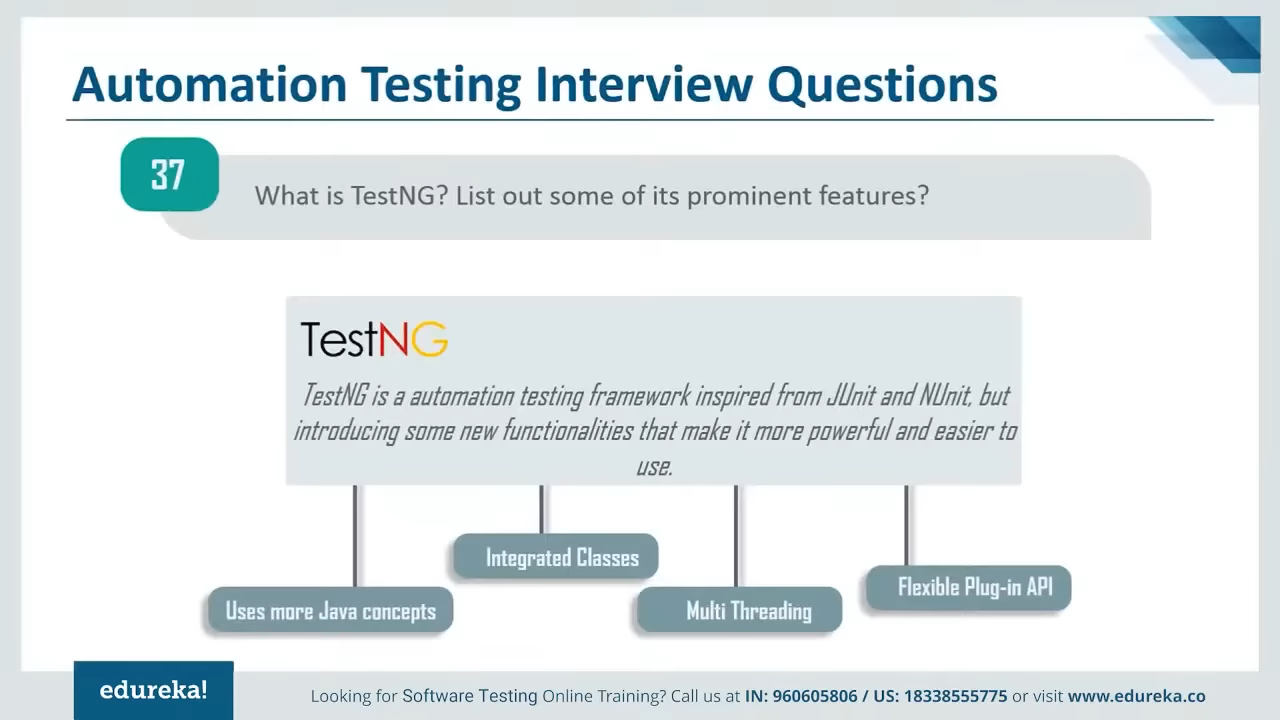 Automation Testing Interview Questions
37
What is TestNG? List out some of its prominent features?
TestNG
TestNG is a automation testing framework inspired from JUnit and NUnit, but
introducing some new functionalities that make it more powerful and easier to
use.
Integrated Classes
Flexible Plug-in API
Uses more Java concepts
Multi Threading
edureka!
Looking for Software Testing Online Training? Call us at IN: 960605806 / US: 18338555775 or visit www.edureka.co